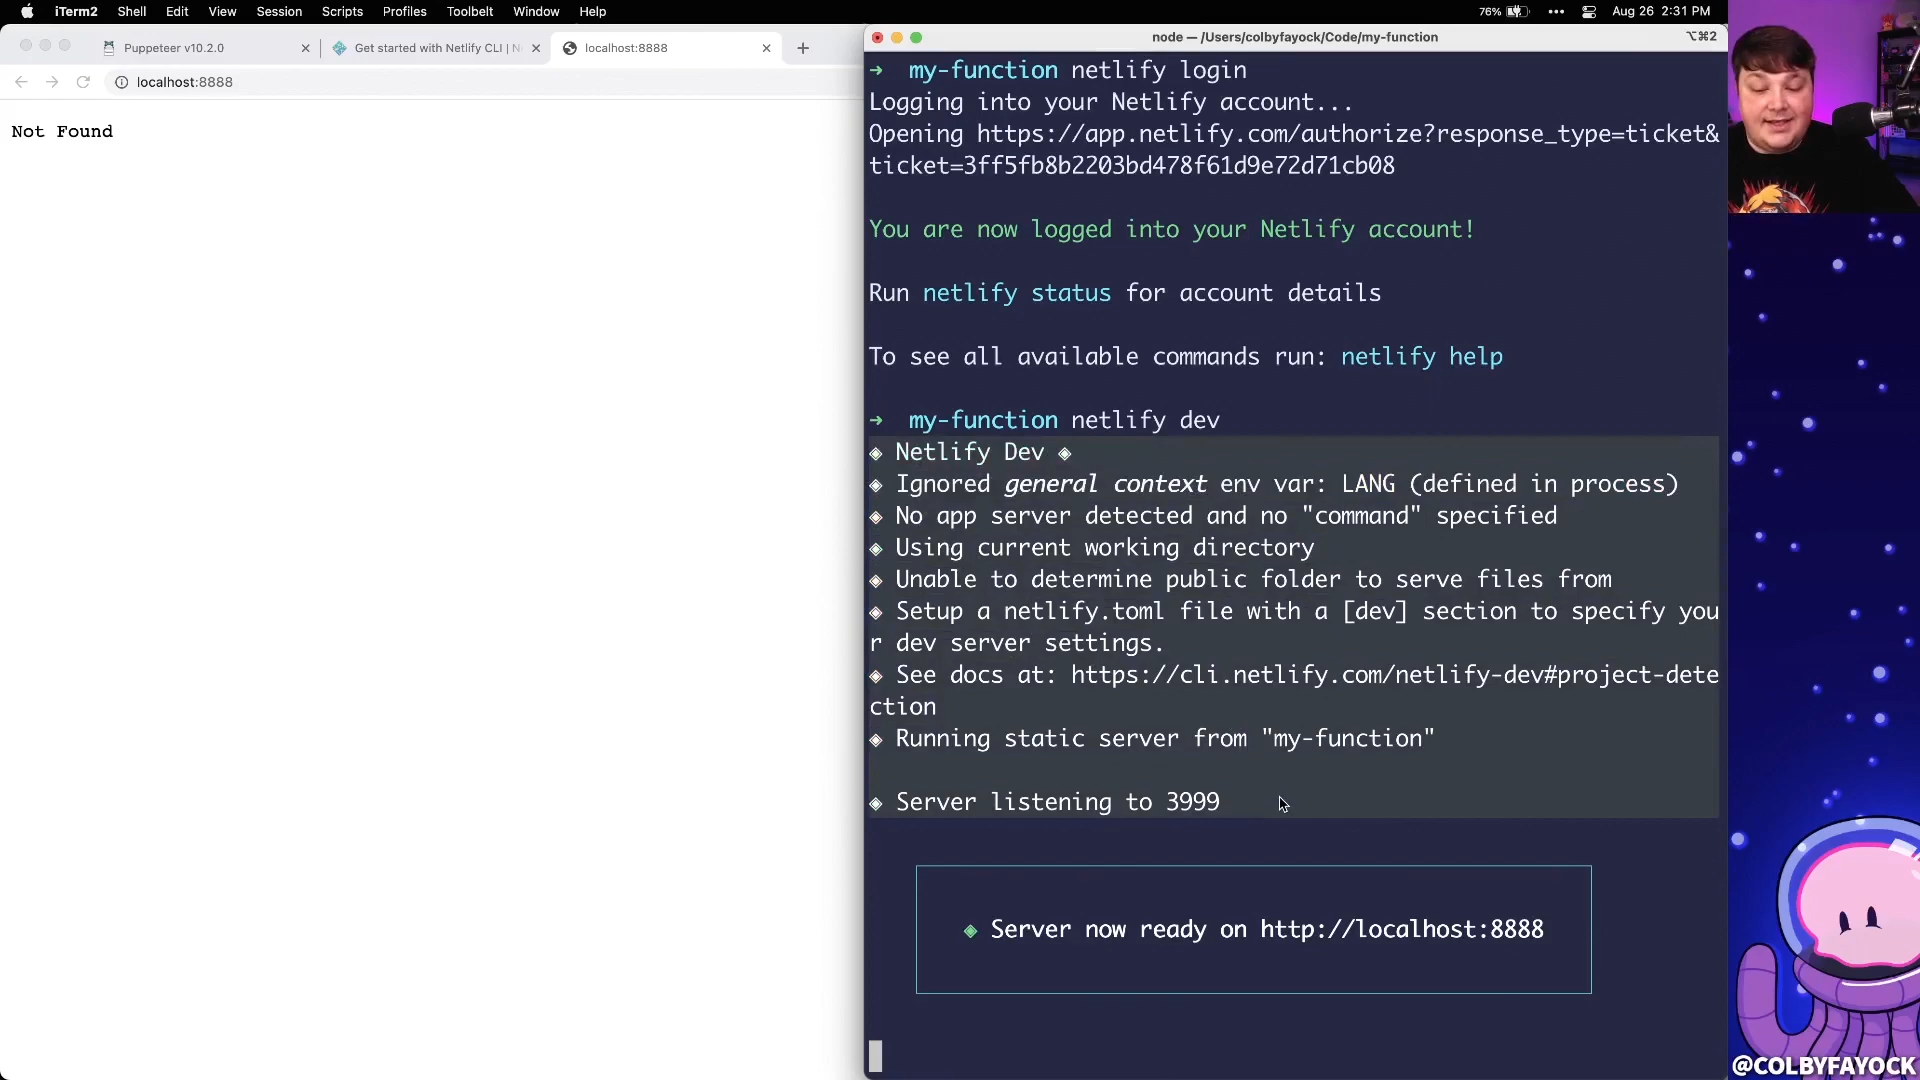 iTerm2 Shell Edit View Session Scripts Profiles Toolbelt Window Help 76% Aug 26 2:31 PM
Puppeteer v10.2.0
Get started with Netlify CLI | N
localhost:8888
localhost:8888
Not Found
node — /Users/colbyfayock/Code/my-function
⌥⌘2
➜ my-function netlify login
Logging into your Netlify account...
Opening https://app.netlify.com/authorize?response_type=ticket&
ticket=3ff5fb8b2203bd478f61d9e72d71cb08
You are now logged into your Netlify account!
Run netlify status for account details
To see all available commands run: netlify help
➜ my-function netlify dev
◈ Netlify Dev ◈
◈ Ignored general context env var: LANG (defined in process)
◈ No app server detected and no "command" specified
◈ Using current working directory
◈ Unable to determine public folder to serve files from
◈ Setup a netlify.toml file with a [dev] section to specify you
r dev server settings.
◈ See docs at: https://cli.netlify.com/netlify-dev#project-dete
ction
◈ Running static server from "my-function"
◈ Server listening to 3999
◈ Server now ready on http://localhost:8888
@COLBYFAYOCK